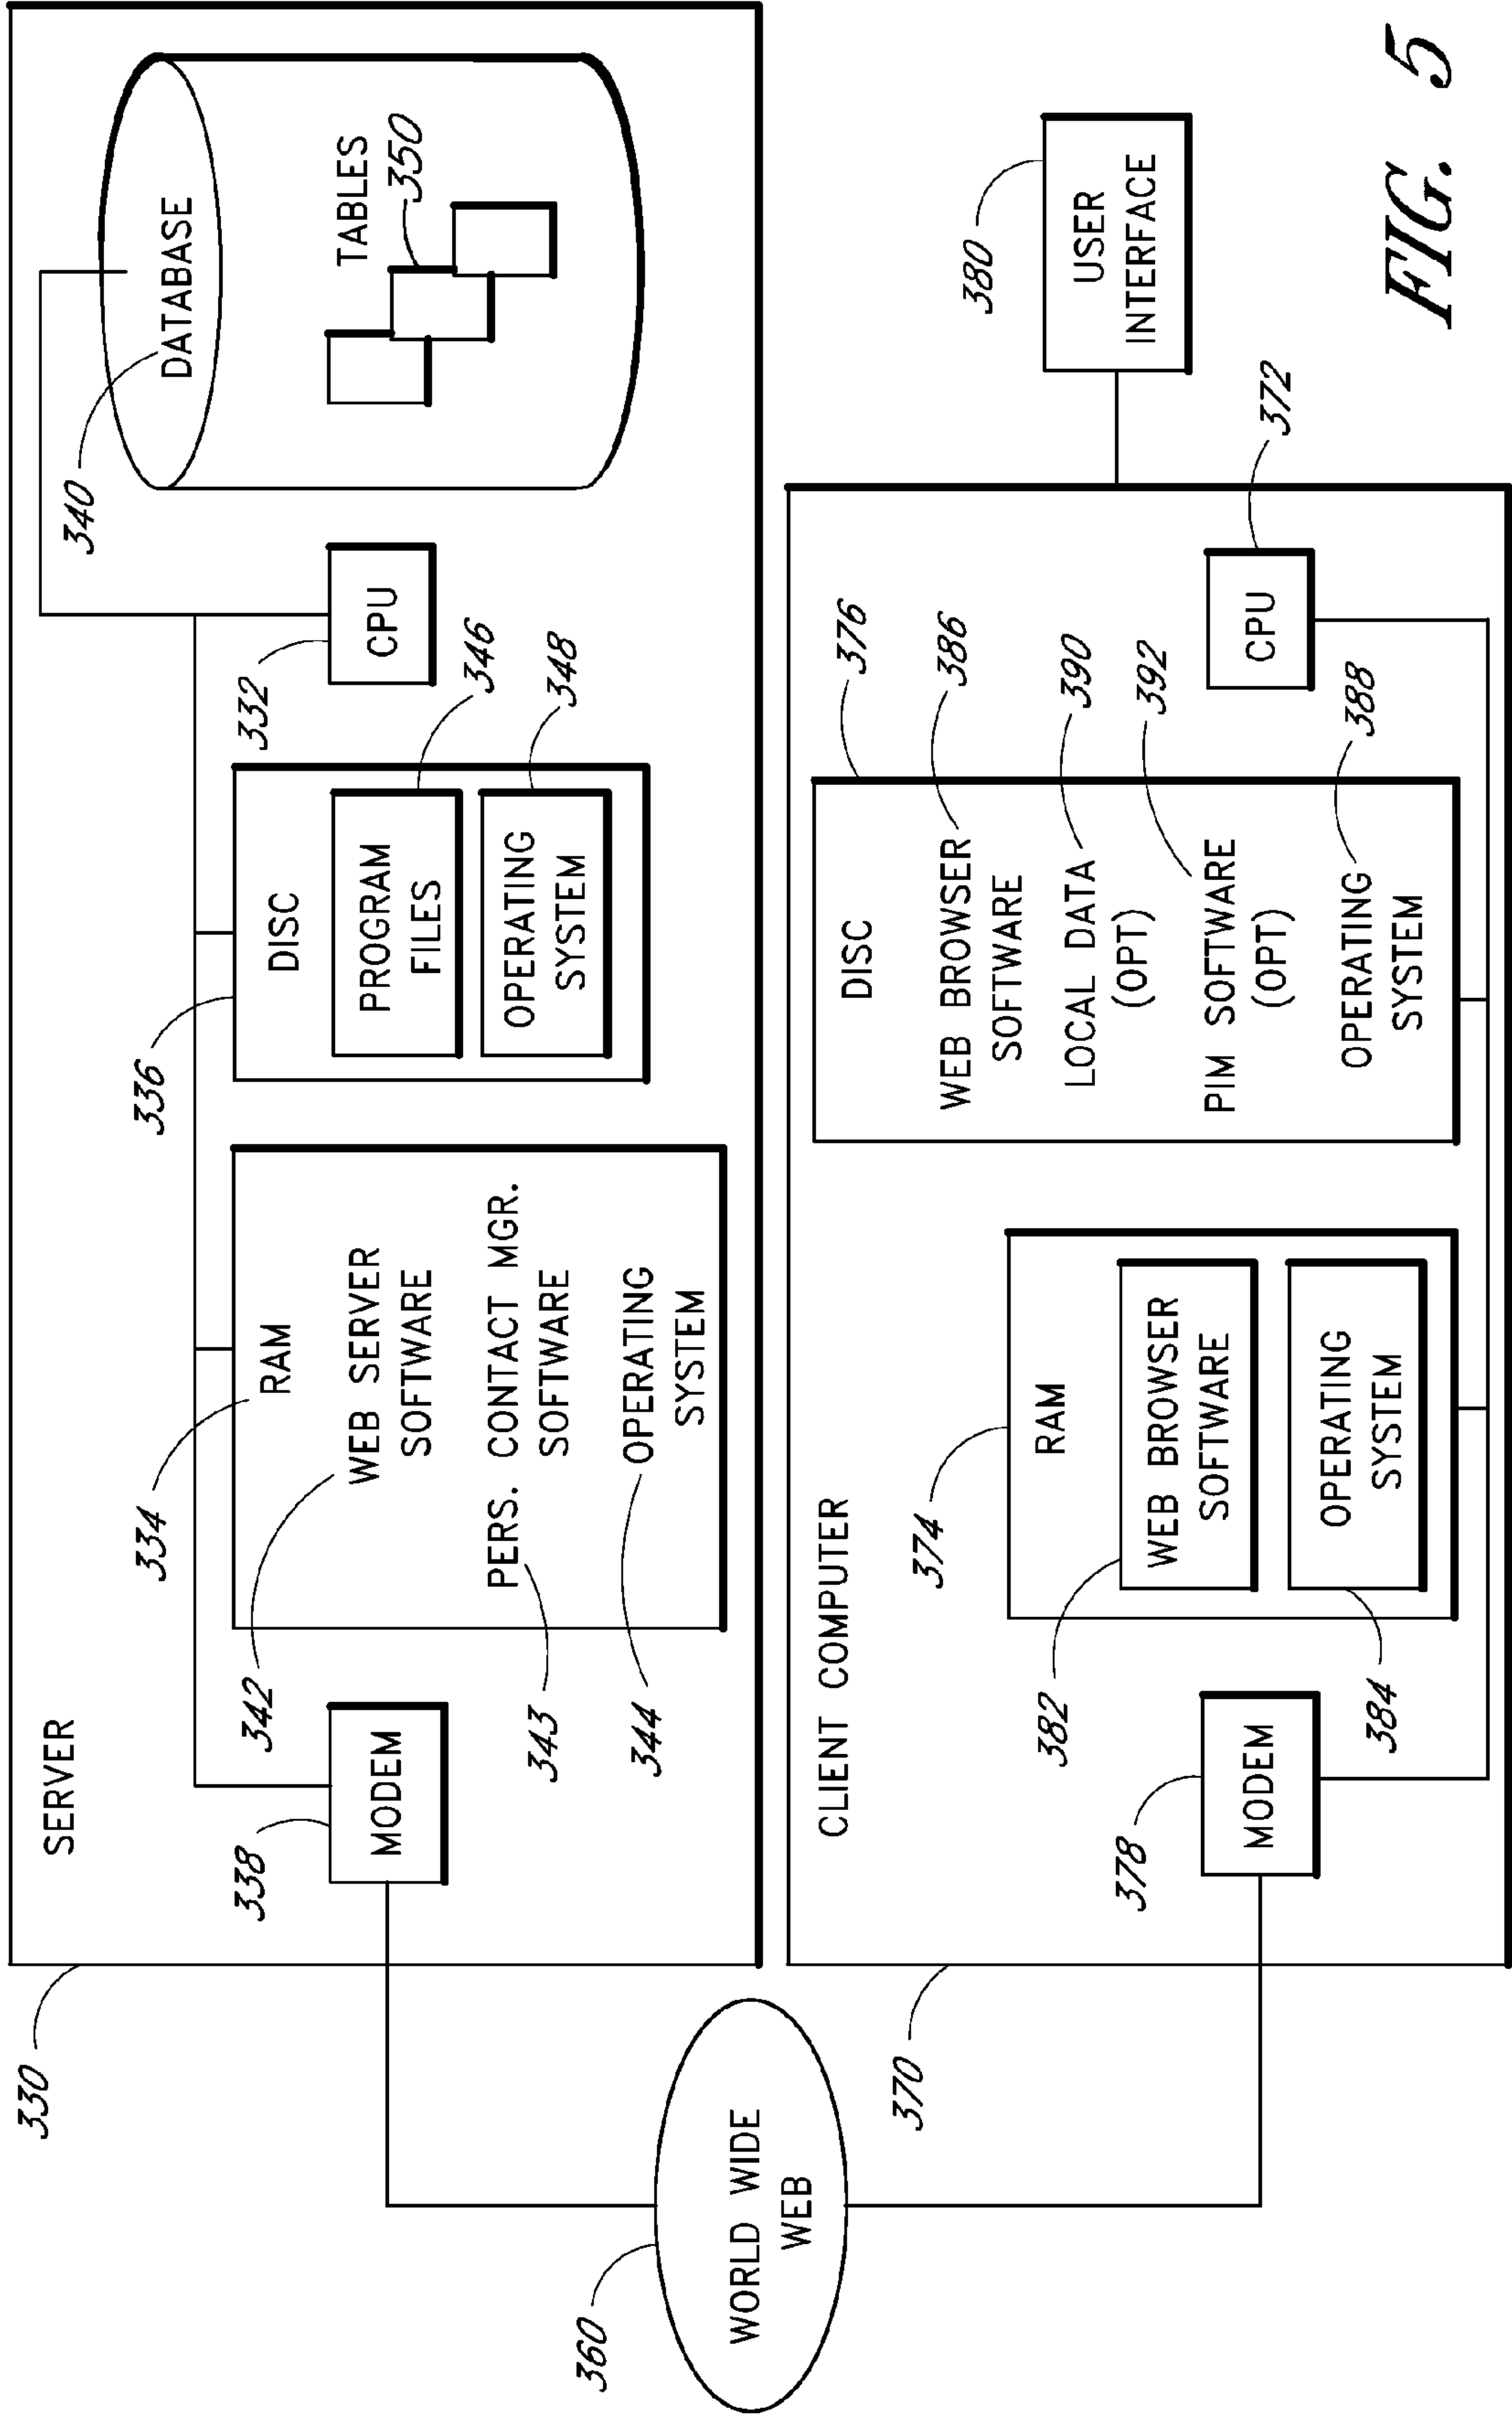 SERVER
330
338
MODEM
334
RAM
342
WEB SERVER
SOFTWARE
343
PERS. CONTACT MGR.
SOFTWARE
344
OPERATING
SYSTEM
336
DISC
PROGRAM
FILES
346
OPERATING
SYSTEM
348
332
CPU
340
DATABASE
TABLES
350
360
WORLD WIDE
WEB
370
CLIENT COMPUTER
378
MODEM
374
RAM
382
WEB BROWSER
SOFTWARE
384
OPERATING
SYSTEM
376
DISC
WEB BROWSER
SOFTWARE
386
LOCAL DATA
(OPT)
390
PIM SOFTWARE
(OPT)
392
OPERATING
SYSTEM
388
CPU
372
380
USER
INTERFACE
FIG. 5